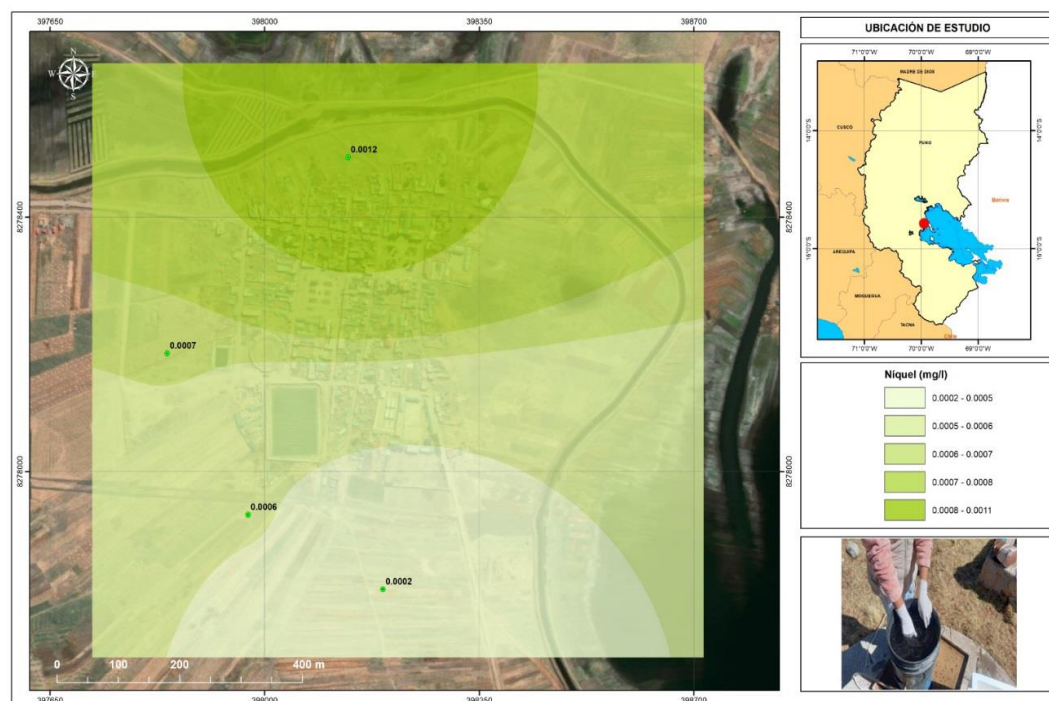 397650 398000 398350 398700
8278400
8278000
N
W E
S
0.0012
0.0007
0.0006
0.0002
0 100 200 400 m
397650 398000 398350 398700
8278400
8278000
UBICACIÓN DE ESTUDIO
71°0'0"W 70°0'0"W 69°0'0"W
14°0'0"S
16°0'0"S
MADRE DE DIOS
CUSCO
PUNO
Bolivia
AREQUIPA
MOQUEGUA
TACNA
14°0'0"S
16°0'0"S
71°0'0"W 70°0'0"W 69°0'0"W
Níquel (mg/l)
0.0002 - 0.0005
0.0005 - 0.0006
0.0006 - 0.0007
0.0007 - 0.0008
0.0008 - 0.0011